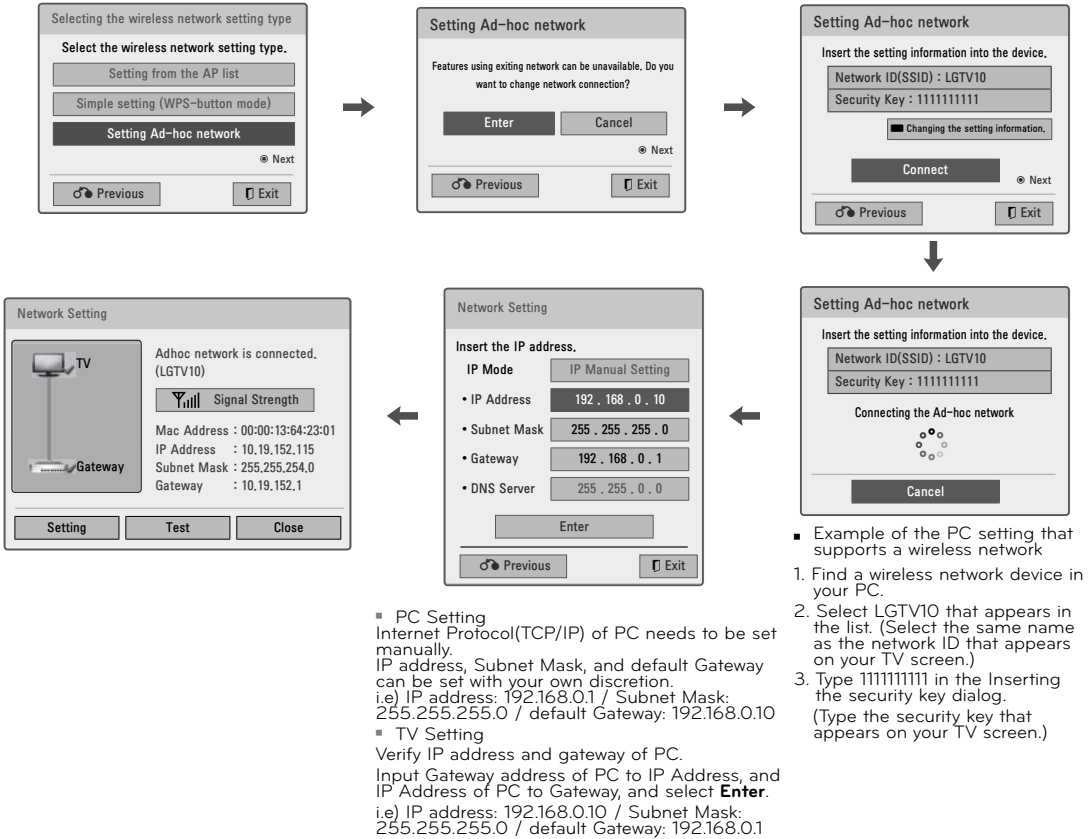 Selecting the wireless network setting type
Select the wireless network setting type.
Setting from the AP list
Simple setting (WPS-button mode)
Setting Ad-hoc network
Next
Previous
Exit
Setting Ad-hoc network
Features using exiting network can be unavailable. Do you
want to change network connection?
Enter
Cancel
Next
Previous
Exit
Setting Ad-hoc network
Insert the setting information into the device.
Network ID(SSID) : LGTV10
Security Key : 1111111111
Changing the setting information.
Connect
Next
Previous
Exit
Setting Ad-hoc network
Insert the setting information into the device.
Network ID(SSID) : LGTV10
Security Key : 1111111111
Connecting the Ad-hoc network
Cancel
■ Example of the PC setting that
supports a wireless network
1. Find a wireless network device in
your PC.
2. Select LGTV10 that appears in
the list. (Select the same name
as the network ID that appears
on your TV screen.)
3. Type 1111111111 in the Inserting
the security key dialog.
(Type the security key that
appears on your TV screen.)
Network Setting
Insert the IP address.
IP Mode
IP Manual Setting
• IP Address
192 . 168 . 0 . 10
• Subnet Mask
255 . 255 . 255 . 0
• Gateway
192 . 168 . 0 . 1
• DNS Server
255 . 255 . 0 . 0
Enter
Previous
Exit
■ PC Setting
Internet Protocol(TCP/IP) of PC needs to be set
manually.
IP address, Subnet Mask, and default Gateway
can be set with your own discretion.
i.e) IP address: 192.168.0.1 / Subnet Mask:
255.255.255.0 / default Gateway: 192.168.0.10
■ TV Setting
Verify IP address and gateway of PC.
Input Gateway address of PC to IP Address, and
IP Address of PC to Gateway, and select Enter.
i.e) IP address: 192.168.0.10 / Subnet Mask:
255.255.255.0 / default Gateway: 192.168.0.1
Network Setting
TV
Gateway
Adhoc network is connected.
(LGTV10)
Signal Strength
Mac Address : 00:00:13:64:23:01
IP Address : 10.19.152.115
Subnet Mask : 255.255.254.0
Gateway : 10.19.152.1
Setting
Test
Close